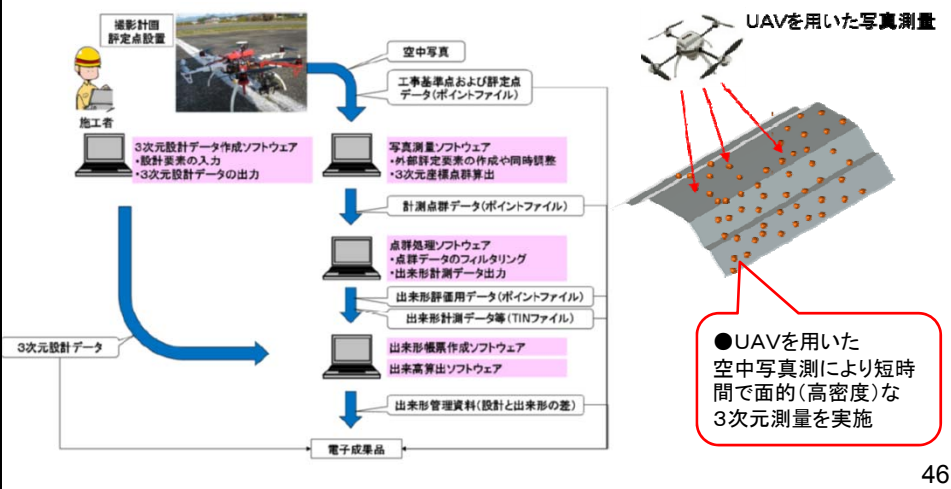 撮影計画
評定点設置
施工者
空中写真
工事基準点および評定点
データ(ポイントファイル)
3次元設計データ作成ソフトウェア
・設計要素の入力
・3次元設計データの出力
写真測量ソフトウェア
・外部評定要素の作成や同時調整
・3次元座標点群算出
計測点群データ(ポイントファイル)
点群処理ソフトウェア
・点群データのフィルタリング
・出来形計測データ出力
出来形評価用データ(ポイントファイル)
出来形計測データ等(TINファイル)
3次元設計データ
出来形帳票作成ソフトウェア
出来高算出ソフトウェア
出来形管理資料(設計と出来形の差)
電子成果品
UAVを用いた写真測量
●UAVを用いた
空中写真測により短時
間で面的(高密度)な
3次元測量を実施
46